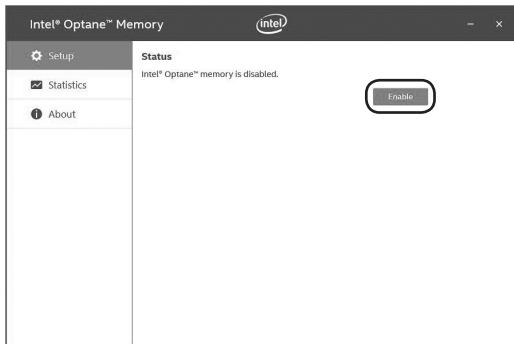 Intel® Optane™ Memory
intel
Setup
Statistics
About
Status
Intel® Optane™ memory is disabled.
Enable